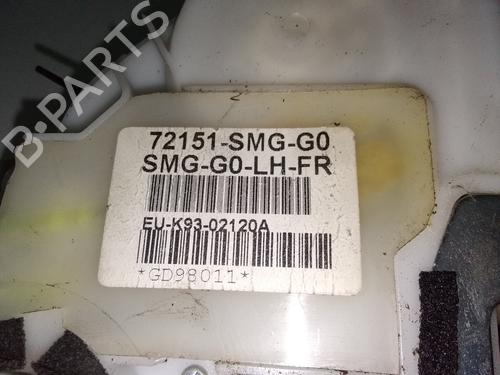 B-PARTS
72151-SMG-G0
SMG-G0-LH-FR
EU-K93-02120A
*GD98011*